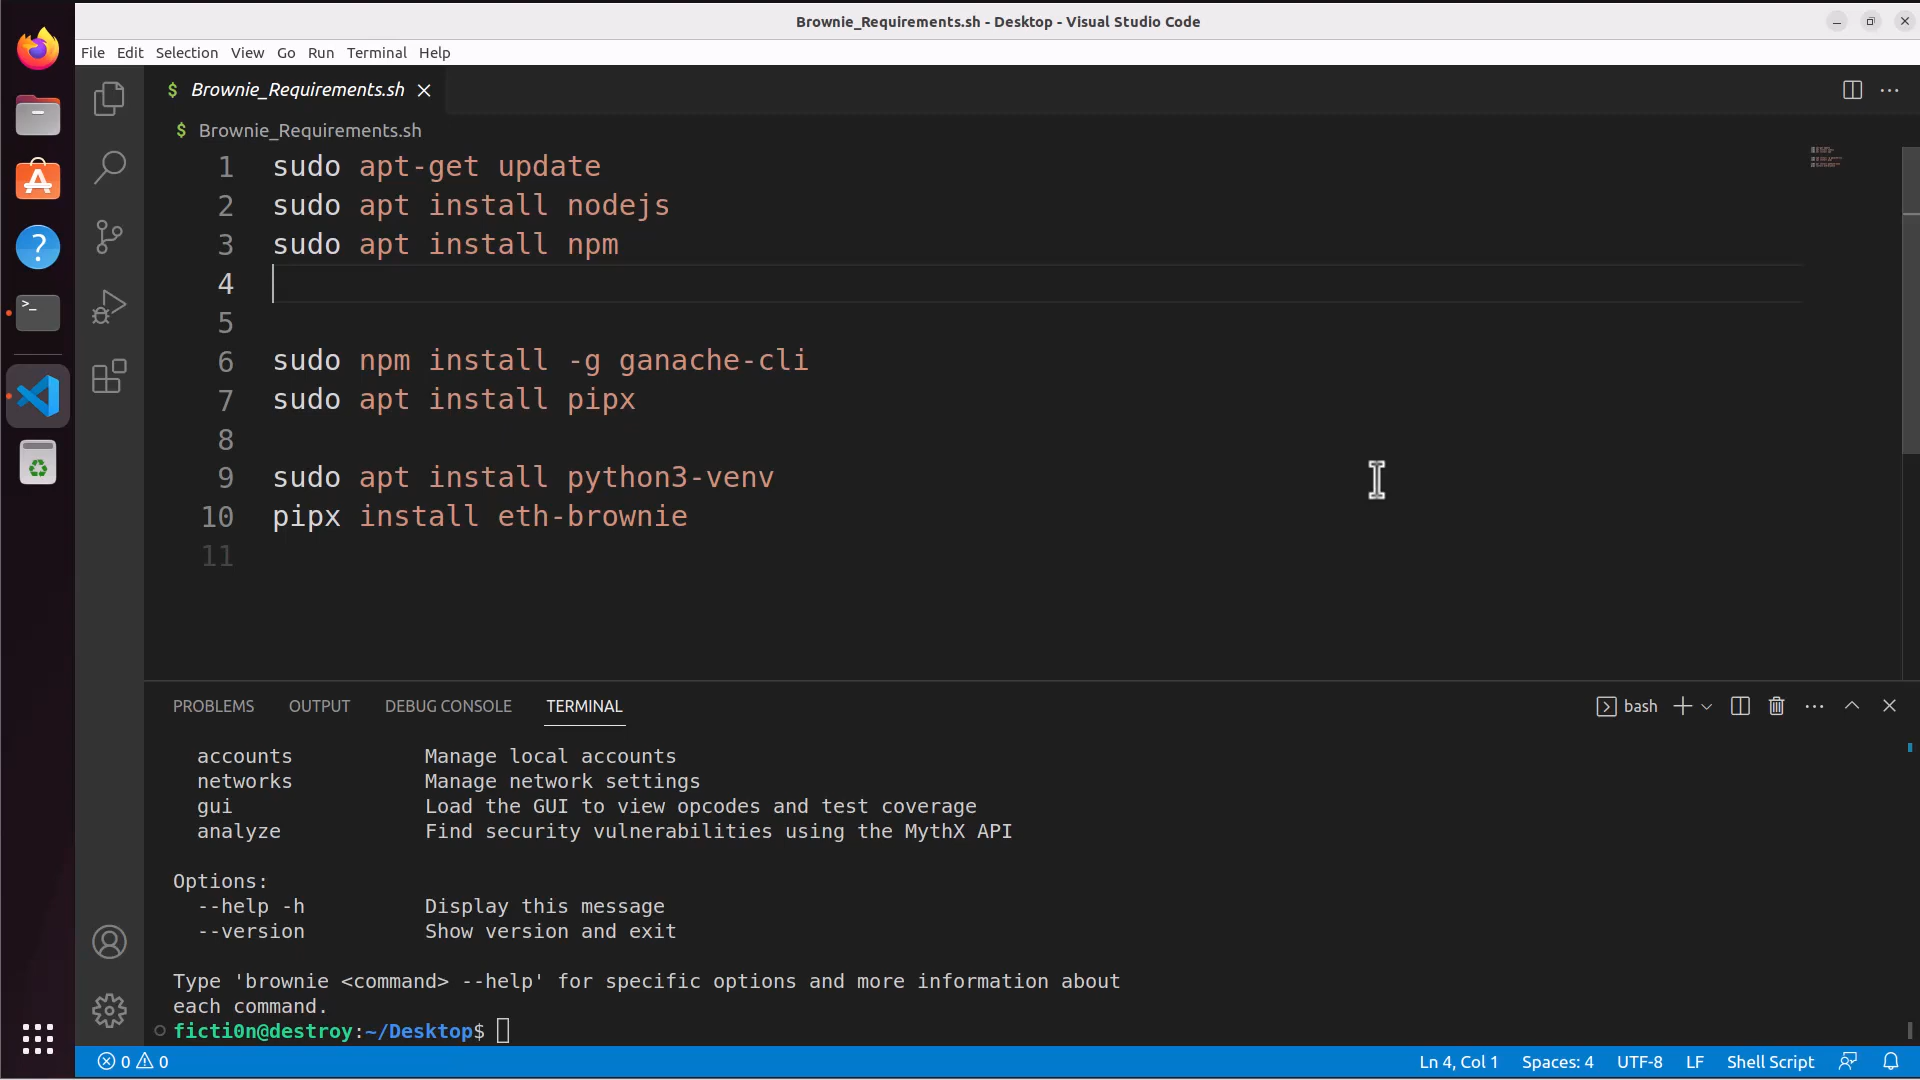 Brownie_Requirements.sh - Desktop - Visual Studio Code
File Edit Selection View Go Run Terminal Help
$ Brownie_Requirements.sh
$ Brownie_Requirements.sh
1 sudo apt-get update
2 sudo apt install nodejs
3 sudo apt install npm
4
5
6 sudo npm install -g ganache-cli
7 sudo apt install pipx
8
9 sudo apt install python3-venv
10 pipx install eth-brownie
11
PROBLEMS OUTPUT DEBUG CONSOLE TERMINAL bash
accounts Manage local accounts
networks Manage network settings
gui Load the GUI to view opcodes and test coverage
analyze Find security vulnerabilities using the MythX API
Options:
--help -h Display this message
--version Show version and exit
Type 'brownie <command> --help' for specific options and more information about
each command.
ficti0n@destroy:~/Desktop$
0 0 Ln 4, Col 1 Spaces: 4 UTF-8 LF Shell Script